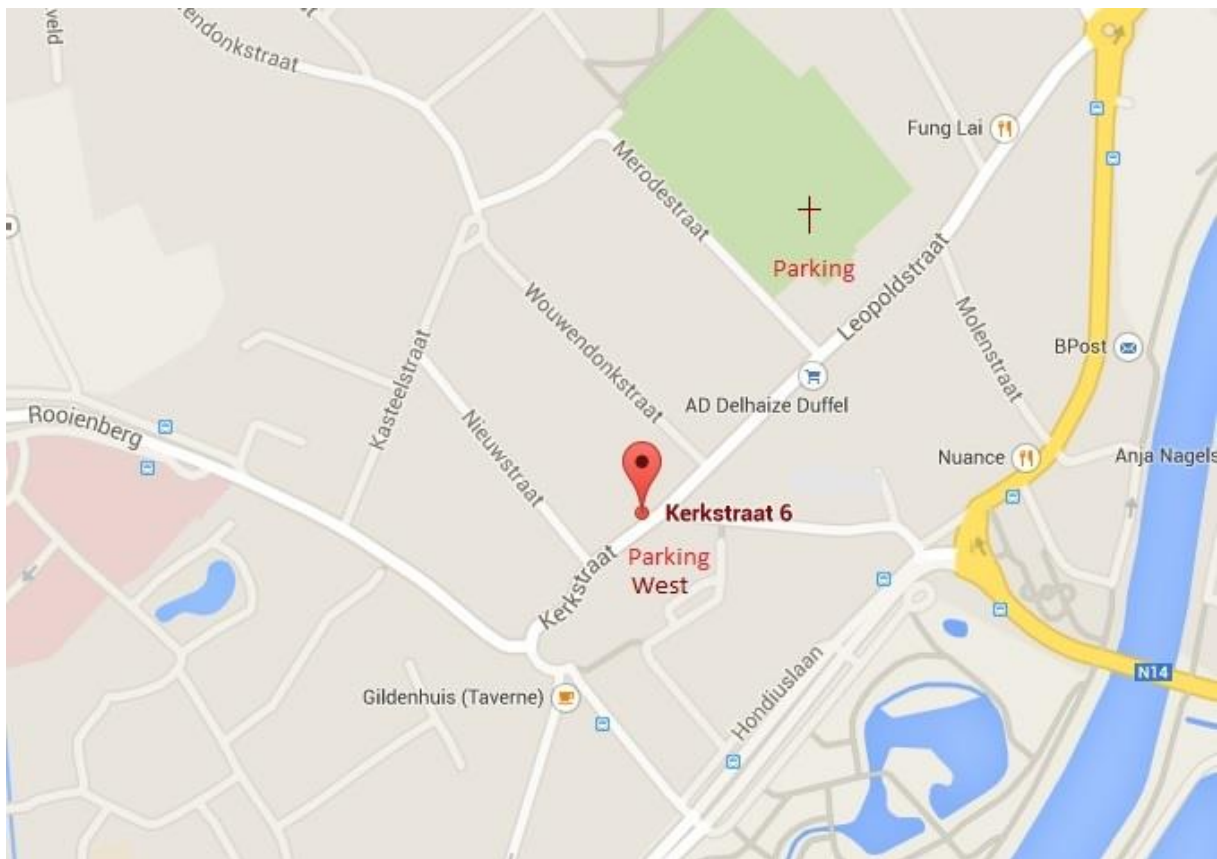 veld
endonkstraat
Fung Lai
Merodestraat
Parking
Leopoldstraat
Wouwendonkstraat
Molenstraat
BPost
Kasteelstraat
AD Delhaize Duffel
Rooienberg
Nieuwstraat
Nuance
Anja Nagels
Kerkstraat 6
Parking
West
Kerkstraat
Hondiuslaan
N14
Gildenhuis (Taverne)